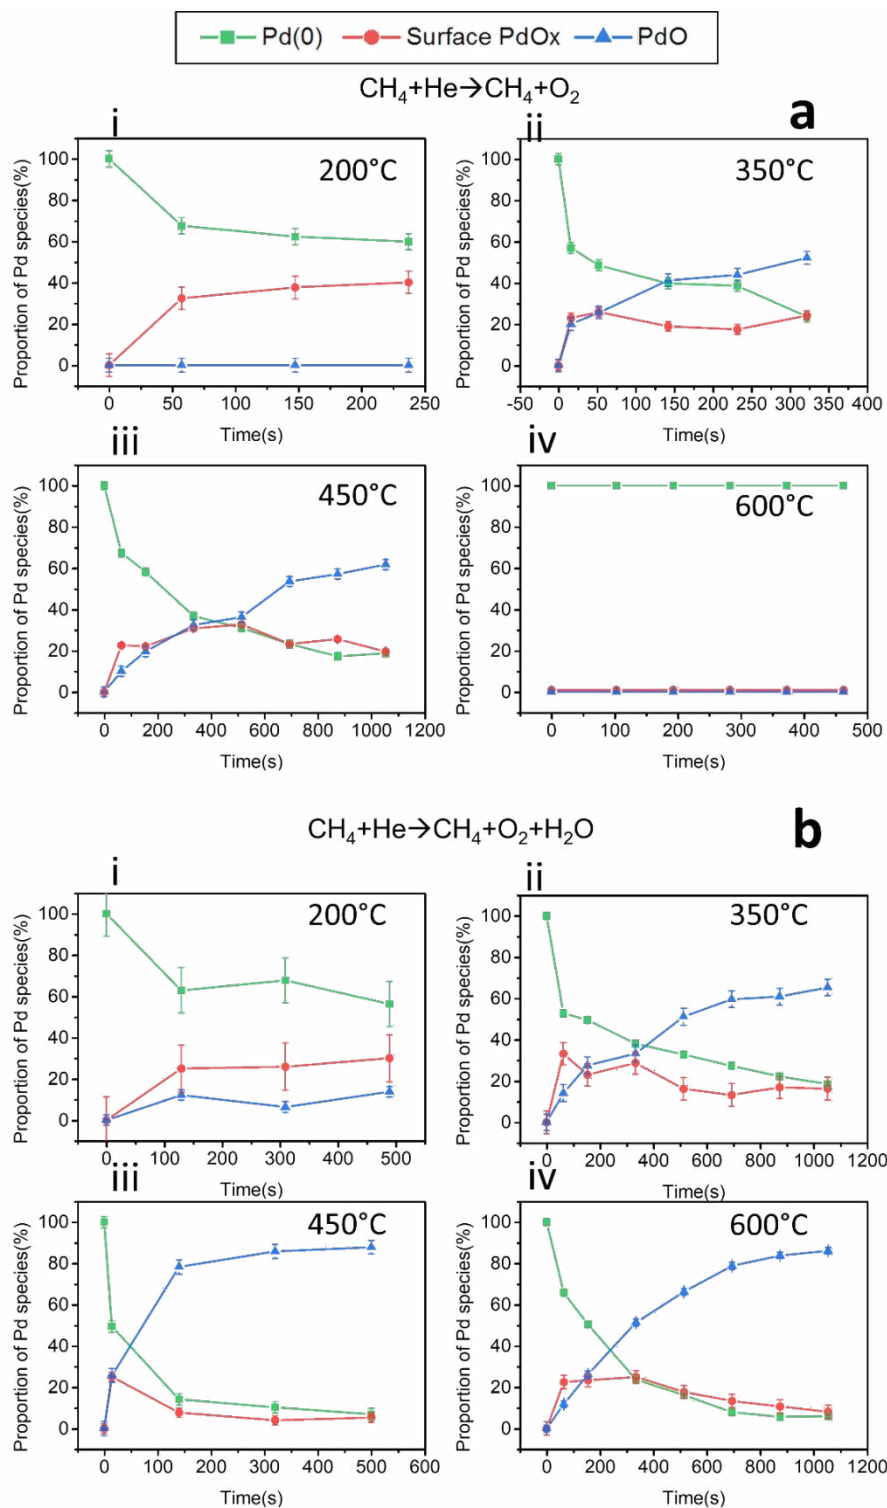 Pd(0) Surface PdOx PdO
CH₄+He→CH₄+O₂
a
i
200°C
Proportion of Pd species(%)
100
80
60
40
20
0
0 50 100 150 200 250
Time(s)
ii
350°C
Proportion of Pd species(%)
100
80
60
40
20
0
-50 0 50 100 150 200 250 300 350 400
Time(s)
iii
450°C
Proportion of Pd species(%)
100
80
60
40
20
0
0 200 400 600 800 1000 1200
Time(s)
iv
600°C
Proportion of Pd species(%)
100
80
60
40
20
0
0 100 200 300 400 500
Time(s)
CH₄+He→CH₄+O₂+H₂O
b
i
200°C
Proportion of Pd species(%)
100
80
60
40
20
0
0 100 200 300 400 500
Time(s)
ii
350°C
Proportion of Pd species(%)
100
80
60
40
20
0
0 200 400 600 800 1000 1200
Time(s)
iii
450°C
Proportion of Pd species(%)
100
80
60
40
20
0
0 100 200 300 400 500 600
Time(s)
iv
600°C
Proportion of Pd species(%)
100
80
60
40
20
0
0 200 400 600 800 1000 1200
Time(s)